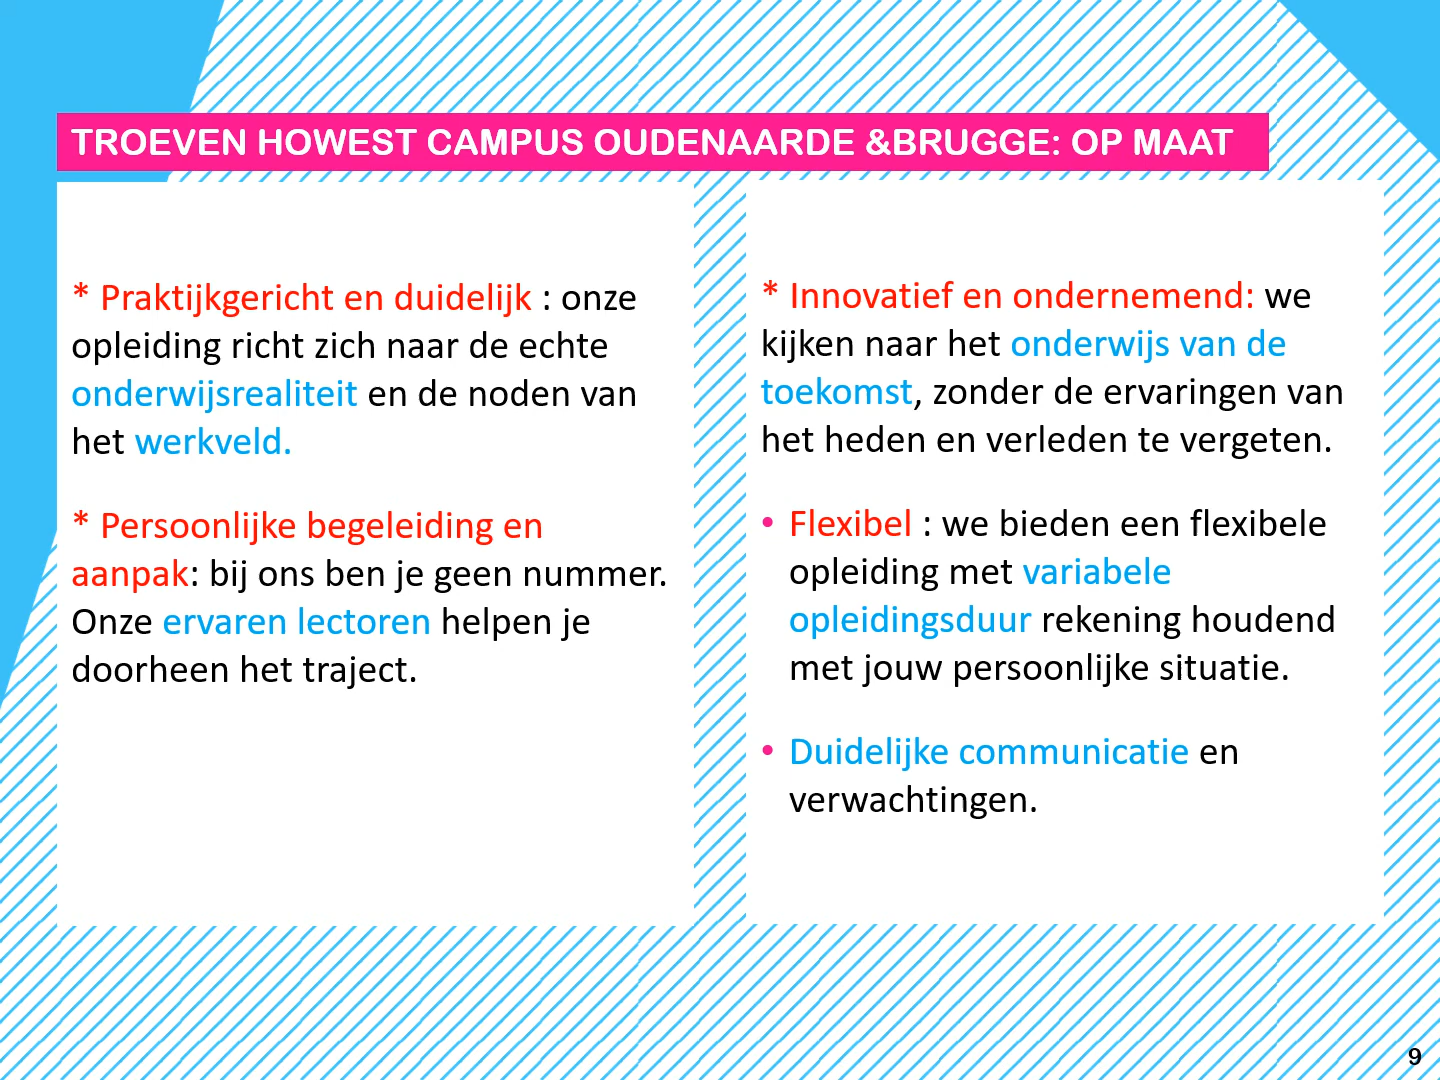 TROEVEN HOWEST CAMPUS OUDENAARDE &BRUGGE: OP MAAT
* Praktijkgericht en duidelijk : onze
opleiding richt zich naar de echte
onderwijsrealiteit en de noden van
het werkveld.
* Persoonlijke begeleiding en
aanpak: bij ons ben je geen nummer.
Onze ervaren lectoren helpen je
doorheen het traject.
* Innovatief en ondernemend: we
kijken naar het onderwijs van de
toekomst, zonder de ervaringen van
het heden en verleden te vergeten.
• Flexibel : we bieden een flexibele
opleiding met variabele
opleidingsduur rekening houdend
met jouw persoonlijke situatie.
• Duidelijke communicatie en
verwachtingen.
9